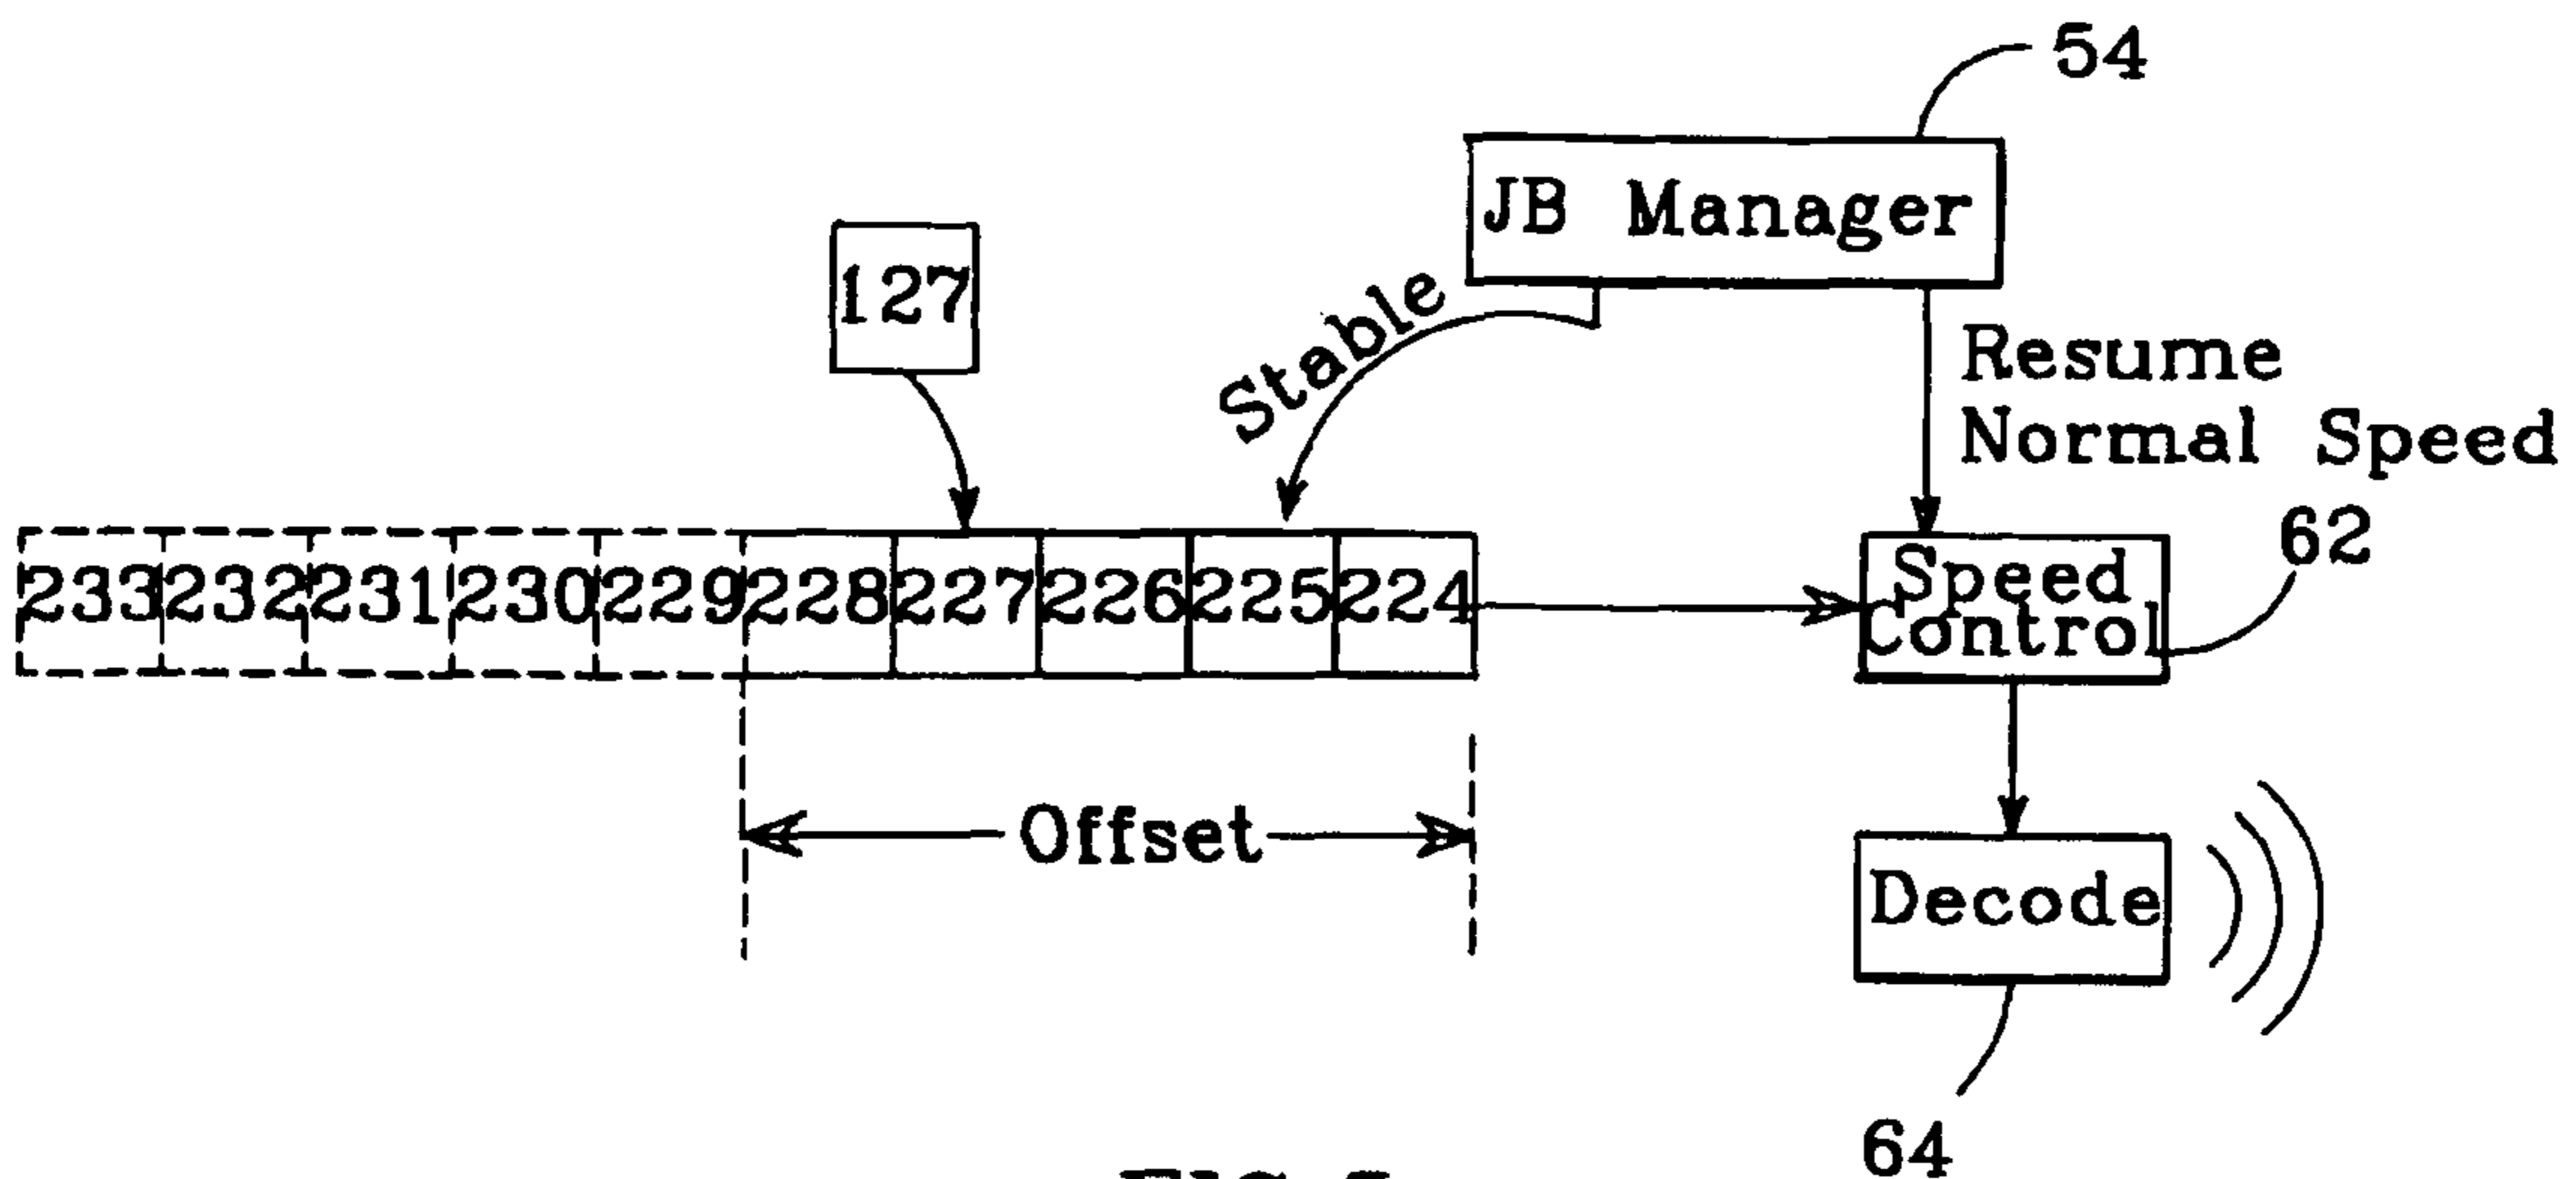 54
JB Manager
127
Stable
Resume
Normal Speed
62
233 232 231 230 229 228 227 226 225 224
Speed
Control
Offset
Decode
64